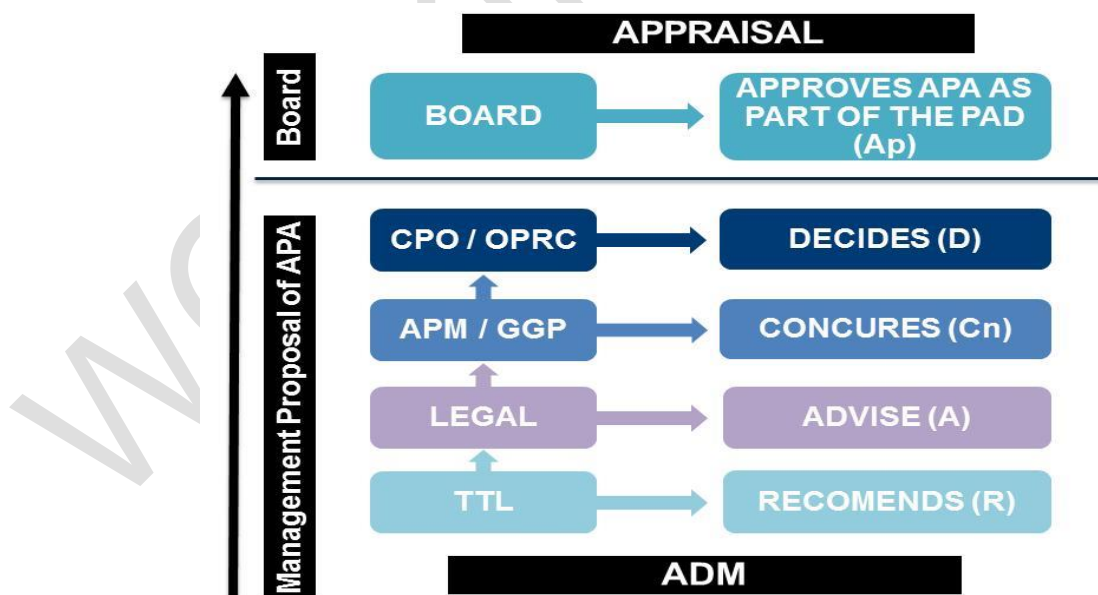 APPRAISAL
Board
BOARD
APPROVES APA AS
PART OF THE PAD
(Ap)
Management Proposal of APA
CPO / OPRC
DECIDES (D)
APM / GGP
CONCURES (Cn)
LEGAL
ADVISE (A)
TTL
RECOMENDS (R)
ADM